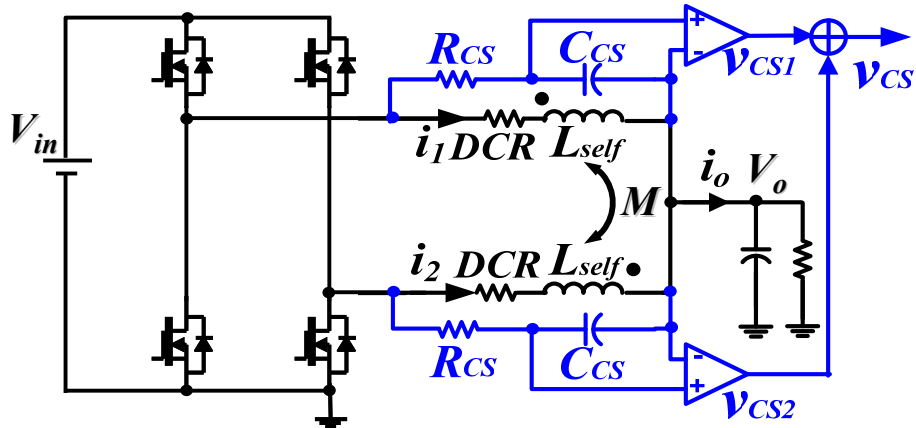 R_CS
C_CS
+
-
v_CS1
v_CS
V_in
i_1 DCR L_self
M
i_o V_o
i_2 DCR L_self
R_CS
C_CS
-
+
v_CS2